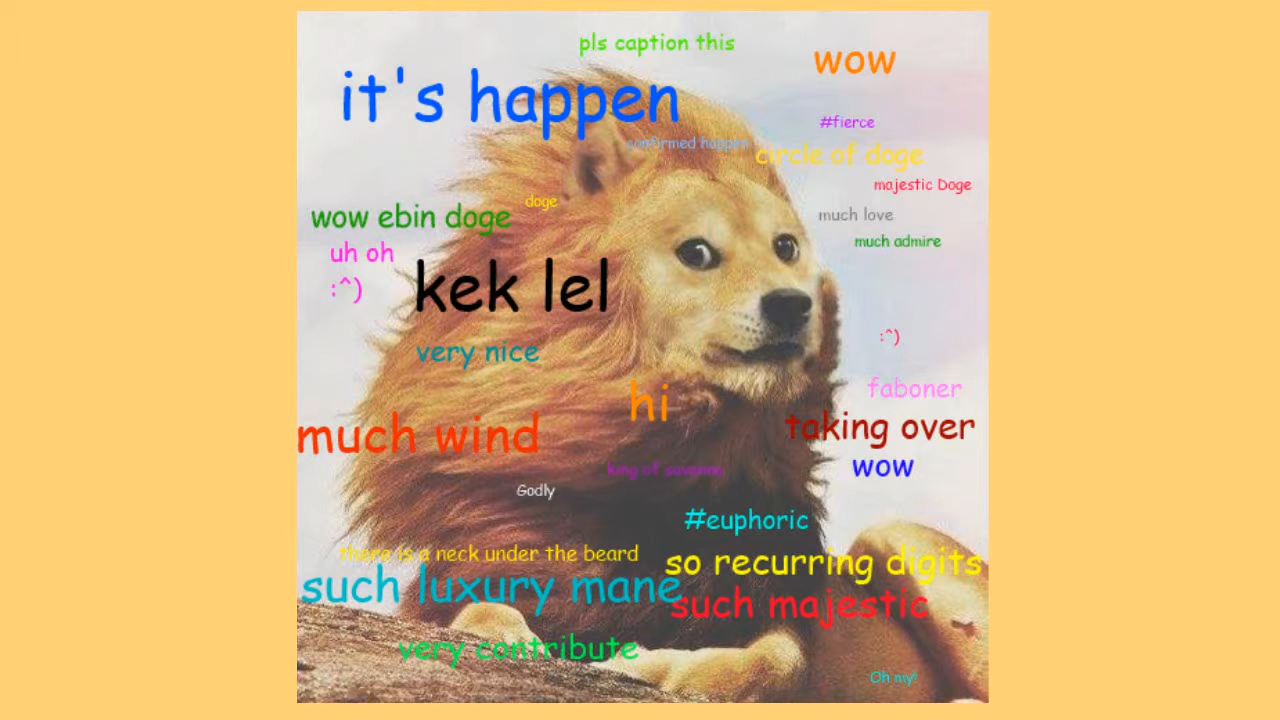 pls caption this
wow
it's happen
#fierce
confirmed happen
circle of doge
majestic Doge
doge
much love
wow ebin doge
much admire
uh oh
:^)
kek lel
:^)
very nice
faboner
hi
taking over
much wind
wow
king of savanna
Godly
#euphoric
there is a neck under the beard
so recurring digits
such luxury mane
such majestic
very contribute
Oh my!